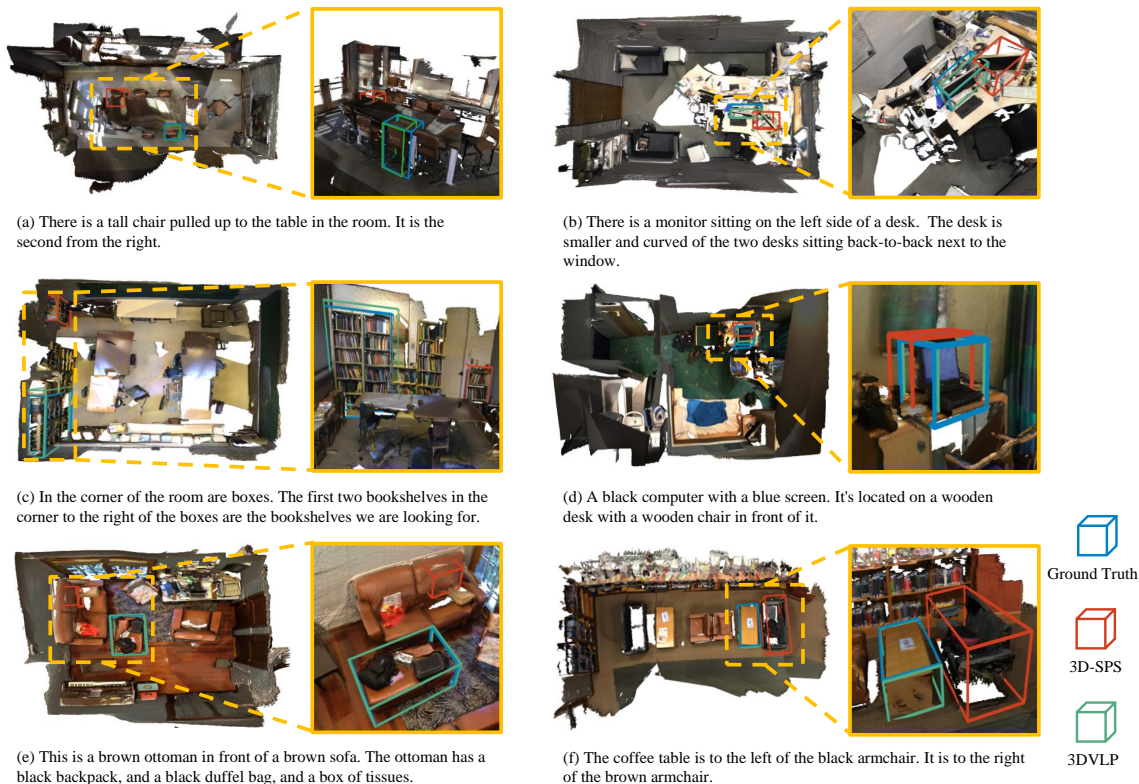 (a) There is a tall chair pulled up to the table in the room. It is the
second from the right.
(b) There is a monitor sitting on the left side of a desk. The desk is
smaller and curved of the two desks sitting back-to-back next to the
window.
(c) In the corner of the room are boxes. The first two bookshelves in the
corner to the right of the boxes are the bookshelves we are looking for.
(d) A black computer with a blue screen. It's located on a wooden
desk with a wooden chair in front of it.
(e) This is a brown ottoman in front of a brown sofa. The ottoman has a
black backpack, and a black duffel bag, and a box of tissues.
(f) The coffee table is to the left of the black armchair. It is to the right
of the brown armchair.
Ground Truth
3D-SPS
3DVLP